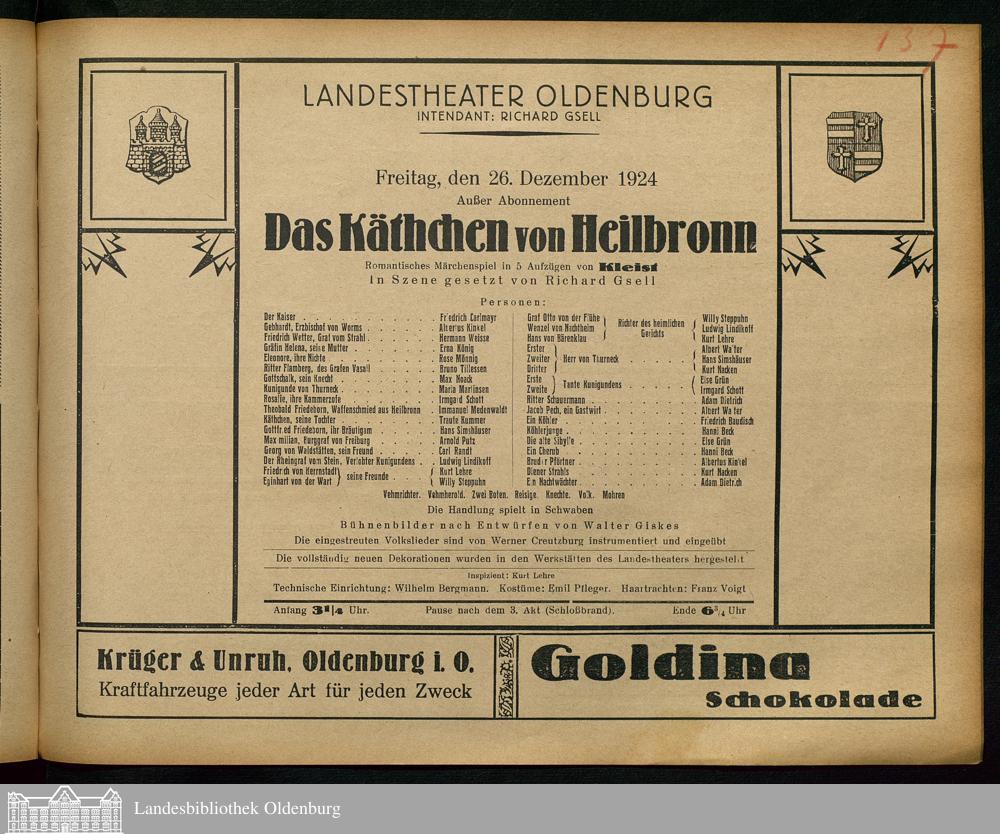 137
LANDESTHEATER OLDENBURG
INTENDANT: RICHARD GSELL
Freitag, den 26. Dezember 1924
Außer Abonnement
Das Käthchen von Heilbronn
Romantisches Märchenspiel in 5 Aufzügen von Kleist
In Szene gesetzt von Richard Gsell
Personen:
Der Kaiser . . . . . Friedrich Carlmayr
Gebhardt, Erzbischof von Worms . . . . . Albertus Kinkel
Friedrich Wetter, Graf vom Strahl . . . . . Hermann Weisse
Gräfin Helena, seine Mutter . . . . . Erna König
Eleonore, ihre Nichte . . . . . Rose Mönnig
Ritter Flamberg, des Grafen Vasall . . . . . Bruno Tillessen
Gottschalk, sein Knecht . . . . . Max Noack
Kunigunde von Thurneck . . . . . Maria Martinsen
Rosalie, ihre Kammerzofe . . . . . Irmgard Schott
Theobald Friedeborn, Waffenschmied aus Heilbronn . Immanuel Medenwaldt
Käthchen, seine Tochter . . . . . Traute Kummer
Gottfried Friedeborn, ihr Bräutigam . . . . . Hans Simshäuser
Maximilian, Burggraf von Freiburg . . . . . Arnold Putz
Georg von Waldstätten, sein Freund . . . . . Carl Randt
Der Rheingraf vom Stein, Verlobter Kunigundens . . Ludwig Lindikoff
Friedrich von Herrnstadt } seine Freunde . . { Kurt Lehre
Eginhart von der Wart } { Willy Steppuhn
Graf Otto von der Flühe } Richter des heimlichen { Willy Steppuhn
Wenzel von Nachtheim } Gerichts { Ludwig Lindikoff
Hans von Bärenklau } { Kurt Lehre
Erster } Albert Walter
Zweiter } Herr von Thurneck . . . . . { Hans Simshäuser
Dritter } Kurt Nacken
Erste } Tante Kunigundens . . . . . { Else Grün
Zweite } { Irmgard Schott
Ritter Schauermann . . . . . Adam Dietrich
Jacob Pech, ein Gastwirt . . . . . Albert Walter
Ein Köhler . . . . . Friedrich Baudisch
Köhlerjunge . . . . . Hanni Beck
Die alte Sibylle . . . . . Else Grün
Ein Cherub . . . . . Hanni Beck
Bruder Pförtner . . . . . Albertus Kinkel
Diener Strahls . . . . . Kurt Nacken
Ein Nachtwächter . . . . . Adam Dietrich
Vehmrichter. Vehmherold. Zwei Boten. Reisige. Knechte. Volk. Mohren
Die Handlung spielt in Schwaben
Bühnenbilder nach Entwürfen von Walter Giskes
Die eingestreuten Volkslieder sind von Werner Creutzburg instrumentiert und eingeübt
Die vollständig neuen Dekorationen wurden in den Werkstätten des Landestheaters hergestellt
Inspizient: Kurt Lehre
Technische Einrichtung: Wilhelm Bergmann. Kostüme: Emil Pfleger. Haartrachten: Franz Voigt
Anfang 3 1/4 Uhr. Pause nach dem 3. Akt (Schloßbrand). Ende 6 3/4 Uhr
Krüger & Unruh, Oldenburg i. O.
Kraftfahrzeuge jeder Art für jeden Zweck
Goldina
Schokolade
Landesbibliothek Oldenburg